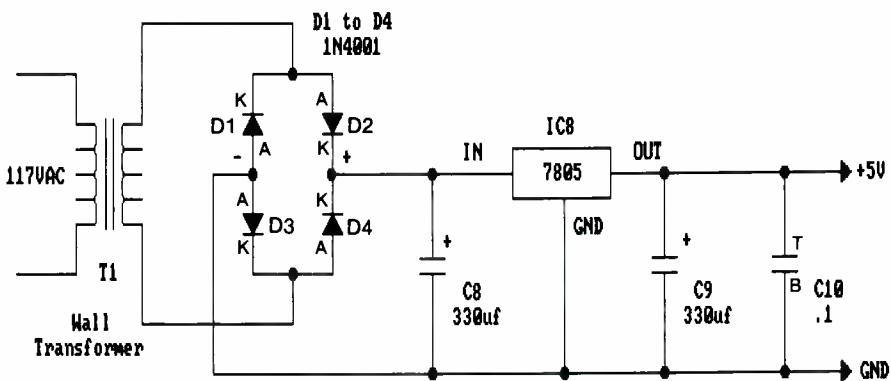 D1 to D4
1N4001
K
A
D1
D2
A
K
-
+
IN
IC8
7805
OUT
+5V
117VAC
A
K
D3
D4
K
A
GND
T1
+
C8
330uf
+
C9
330uf
T
B
C10
.1
Wall
Transformer
GND